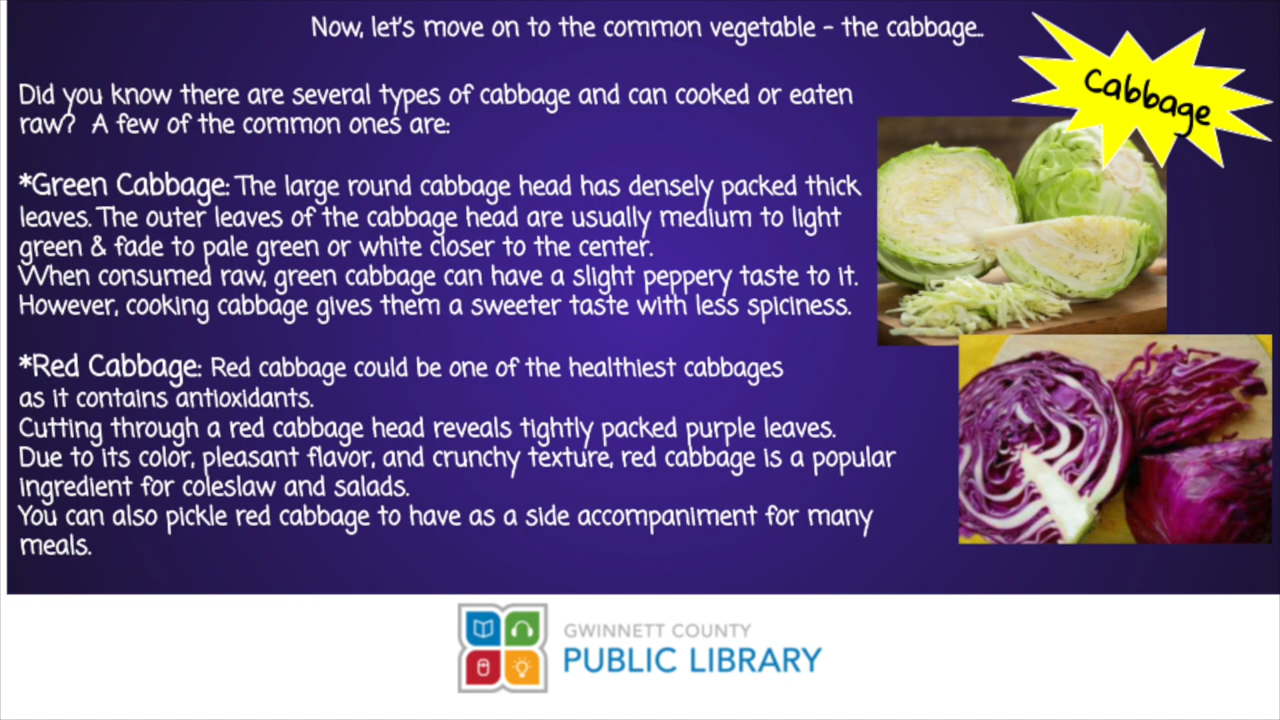 Now, let's move on to the common vegetable - the cabbage..
Cabbage
Did you know there are several types of cabbage and can cooked or eaten
raw? A few of the common ones are:
*Green Cabbage: The large round cabbage head has densely packed thick
leaves. The outer leaves of the cabbage head are usually medium to light
green & fade to pale green or white closer to the center.
When consumed raw, green cabbage can have a slight peppery taste to it.
However, cooking cabbage gives them a sweeter taste with less spiciness.
*Red Cabbage: Red cabbage could be one of the healthiest cabbages
as it contains antioxidants.
Cutting through a red cabbage head reveals tightly packed purple leaves.
Due to its color, pleasant flavor, and crunchy texture, red cabbage is a popular
ingredient for coleslaw and salads.
You can also pickle red cabbage to have as a side accompaniment for many
meals.
GWINNETT COUNTY
PUBLIC LIBRARY